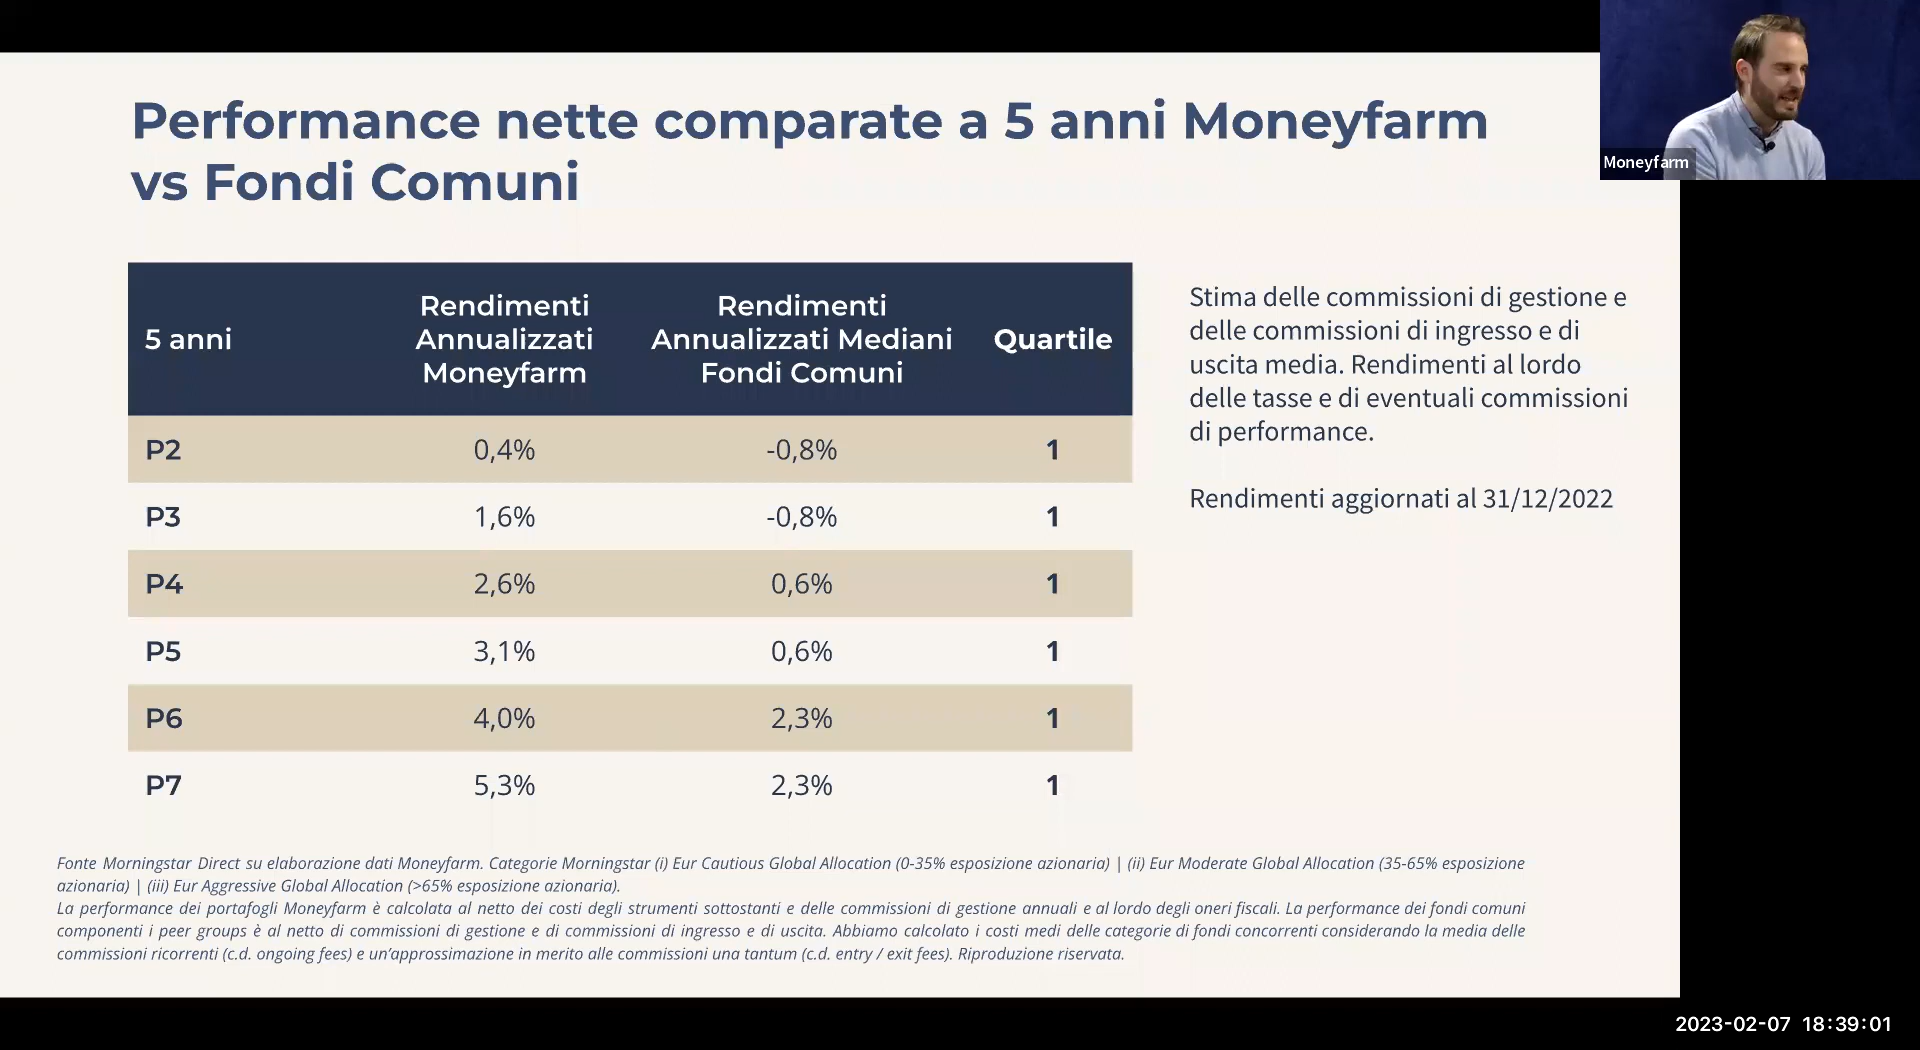 Performance nette comparate a 5 anni Moneyfarm
vs Fondi Comuni
Moneyfarm
5 anni
Rendimenti
Annualizzati
Moneyfarm
Rendimenti
Annualizzati Mediani
Fondi Comuni
Quartile
P2 0,4% -0,8% 1
P3 1,6% -0,8% 1
P4 2,6% 0,6% 1
P5 3,1% 0,6% 1
P6 4,0% 2,3% 1
P7 5,3% 2,3% 1
Stima delle commissioni di gestione e
delle commissioni di ingresso e di
uscita media. Rendimenti al lordo
delle tasse e di eventuali commissioni
di performance.
Rendimenti aggiornati al 31/12/2022
Fonte Morningstar Direct su elaborazione dati Moneyfarm. Categorie Morningstar (i) Eur Cautious Global Allocation (0-35% esposizione azionaria) | (ii) Eur Moderate Global Allocation (35-65% esposizione
azionaria) | (iii) Eur Aggressive Global Allocation (>65% esposizione azionaria).
La performance dei portafogli Moneyfarm è calcolata al netto dei costi degli strumenti sottostanti e delle commissioni di gestione annuali e al lordo degli oneri fiscali. La performance dei fondi comuni
componenti i peer groups è al netto di commissioni di gestione e di commissioni di ingresso e di uscita. Abbiamo calcolato i costi medi delle categorie di fondi concorrenti considerando la media delle
commissioni ricorrenti (c.d. ongoing fees) e un'approssimazione in merito alle commissioni una tantum (c.d. entry / exit fees). Riproduzione riservata.
2023-02-07 18:39:01